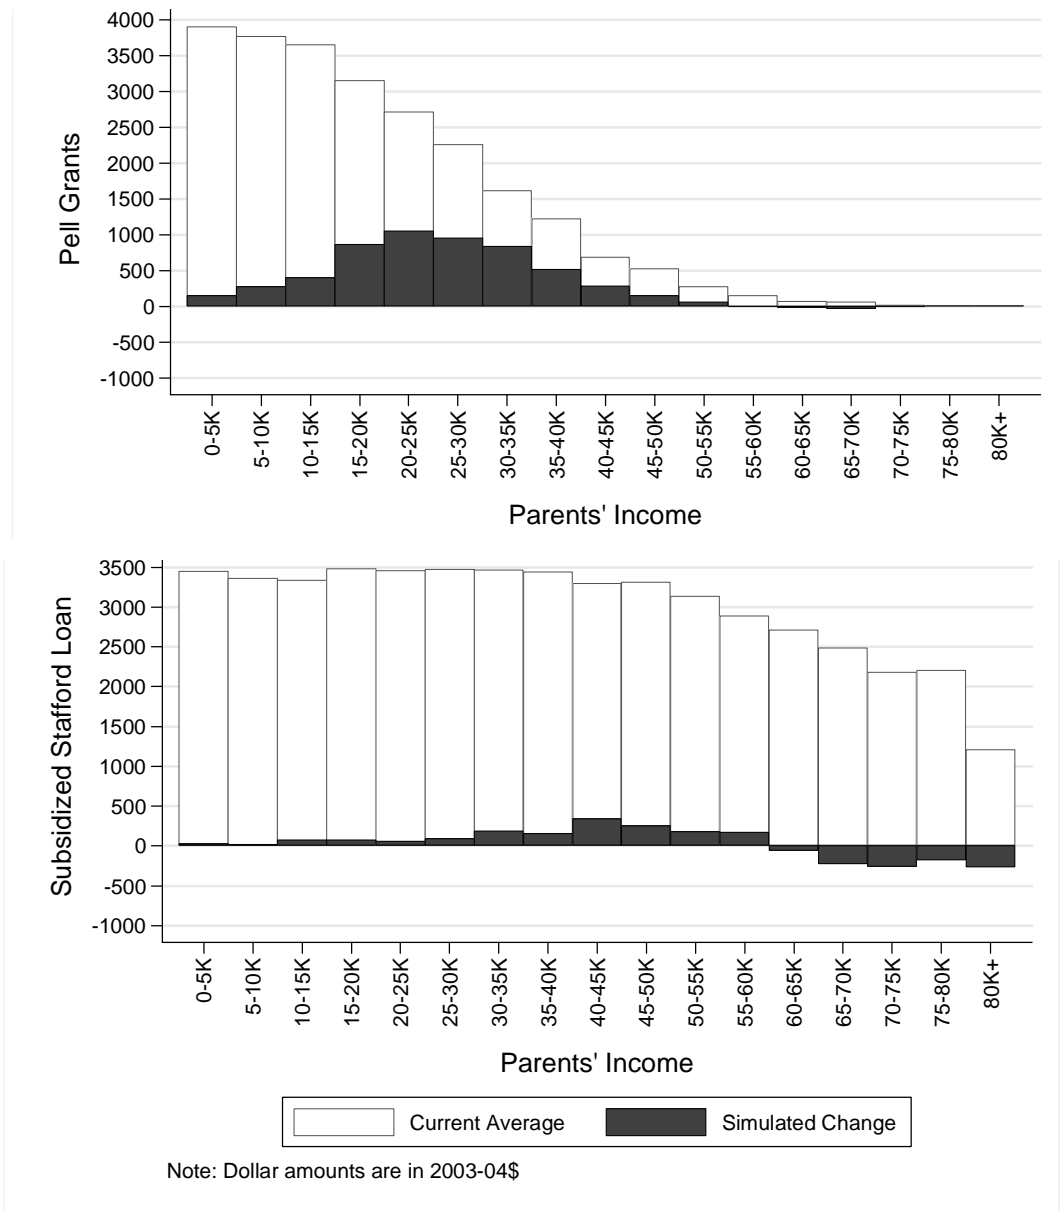 4000
3500
3000
2500
2000
1500
1000
500
0
-500
-1000
Pell Grants
0-5K
5-10K
10-15K
15-20K
20-25K
25-30K
30-35K
35-40K
40-45K
45-50K
50-55K
55-60K
60-65K
65-70K
70-75K
75-80K
80K+
Parents' Income
3500
3000
2500
2000
1500
1000
500
0
-500
-1000
Subsidized Stafford Loan
0-5K
5-10K
10-15K
15-20K
20-25K
25-30K
30-35K
35-40K
40-45K
45-50K
50-55K
55-60K
60-65K
65-70K
70-75K
75-80K
80K+
Parents' Income
Current Average
Simulated Change
Note: Dollar amounts are in 2003-04$